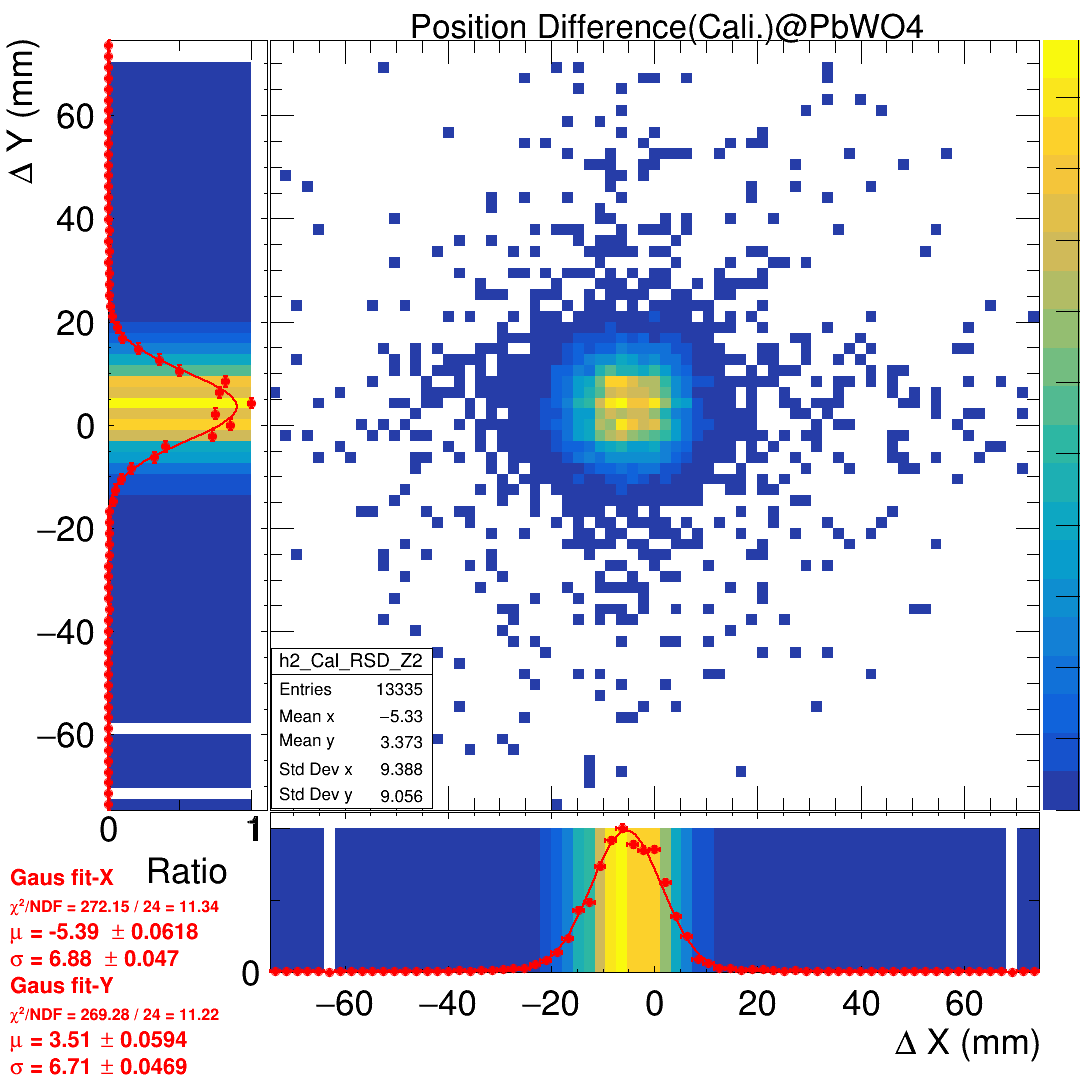 Position Difference(Cali.)@PbWO4
Δ Y (mm)
60
40
20
0
−20
−40
−60
h2_Cal_RSD_Z2
Entries 13335
Mean x −5.33
Mean y 3.373
Std Dev x 9.388
Std Dev y 9.056
0 1
Ratio
1
0
−60 −40 −20 0 20 40 60
Δ X (mm)
Gaus fit-X
χ²/NDF = 272.15 / 24 = 11.34
μ = -5.39 ± 0.0618
σ = 6.88 ± 0.047
Gaus fit-Y
χ²/NDF = 269.28 / 24 = 11.22
μ = 3.51 ± 0.0594
σ = 6.71 ± 0.0469